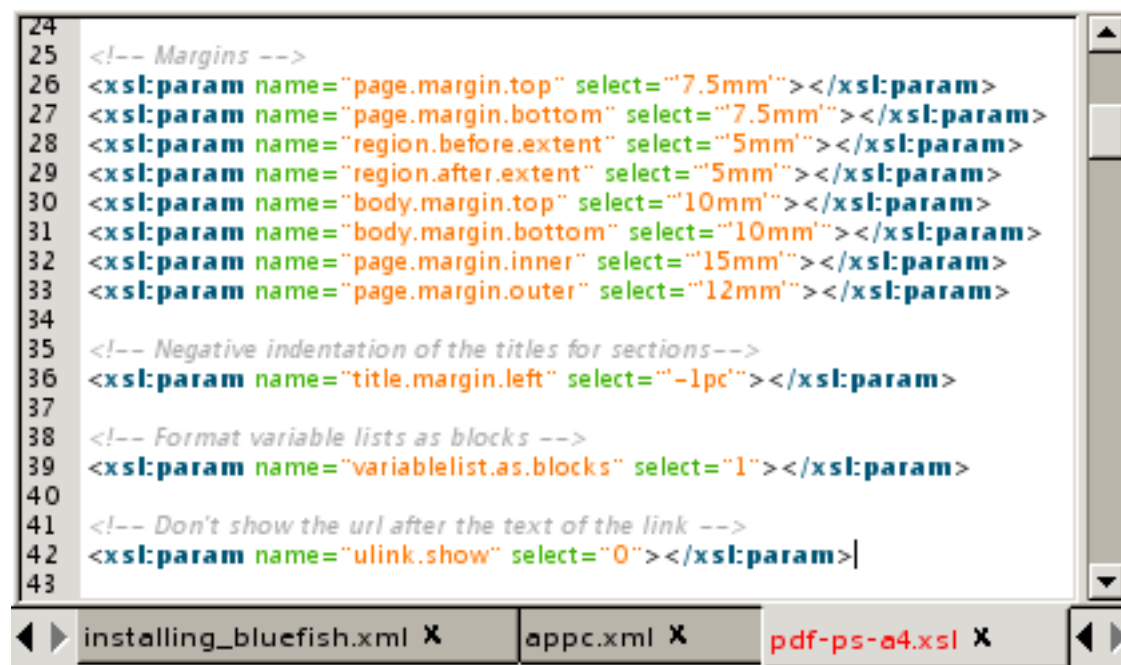 24
25 <!-- Margins -->
26 <xsl:param name="page.margin.top" select="'7.5mm'"></xsl:param>
27 <xsl:param name="page.margin.bottom" select="'7.5mm'"></xsl:param>
28 <xsl:param name="region.before.extent" select="'5mm'"></xsl:param>
29 <xsl:param name="region.after.extent" select="'5mm'"></xsl:param>
30 <xsl:param name="body.margin.top" select="'10mm'"></xsl:param>
31 <xsl:param name="body.margin.bottom" select="'10mm'"></xsl:param>
32 <xsl:param name="page.margin.inner" select="'15mm'"></xsl:param>
33 <xsl:param name="page.margin.outer" select="'12mm'"></xsl:param>
34
35 <!-- Negative indentation of the titles for sections-->
36 <xsl:param name="title.margin.left" select="'-1pc'"></xsl:param>
37
38 <!-- Format variable lists as blocks -->
39 <xsl:param name="variablelist.as.blocks" select="1"></xsl:param>
40
41 <!-- Don't show the url after the text of the link -->
42 <xsl:param name="ulink.show" select="0"></xsl:param>
43
installing_bluefish.xml X appc.xml X pdf-ps-a4.xsl X